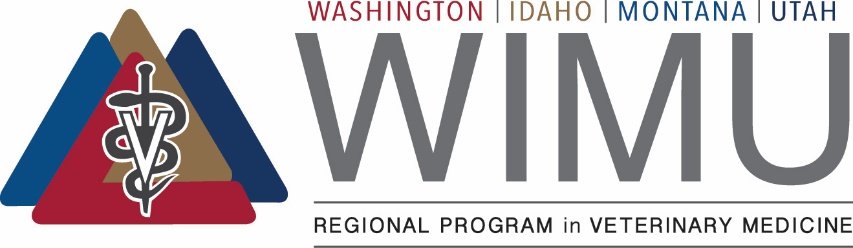 WASHINGTON | IDAHO | MONTANA | UTAH
WIMU
REGIONAL PROGRAM in VETERINARY MEDICINE
V